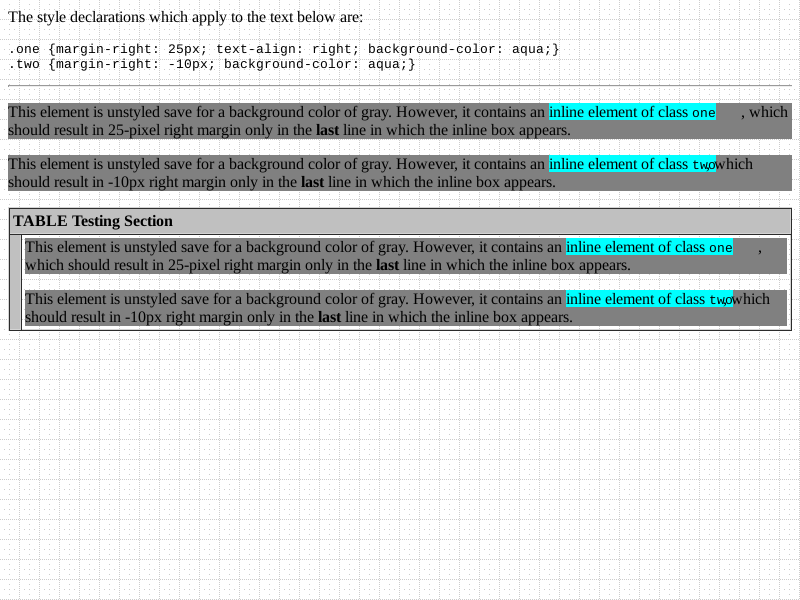 The style declarations which apply to the text below are:
.one {margin-right: 25px; text-align: right; background-color: aqua;}
.two {margin-right: -10px; background-color: aqua;}
This element is unstyled save for a background color of gray. However, it contains an inline element of class one , which
should result in 25-pixel right margin only in the last line in which the inline box appears.
This element is unstyled save for a background color of gray. However, it contains an inline element of class two, which
should result in -10px right margin only in the last line in which the inline box appears.
TABLE Testing Section
This element is unstyled save for a background color of gray. However, it contains an inline element of class one ,
which should result in 25-pixel right margin only in the last line in which the inline box appears.
This element is unstyled save for a background color of gray. However, it contains an inline element of class two, which
should result in -10px right margin only in the last line in which the inline box appears.